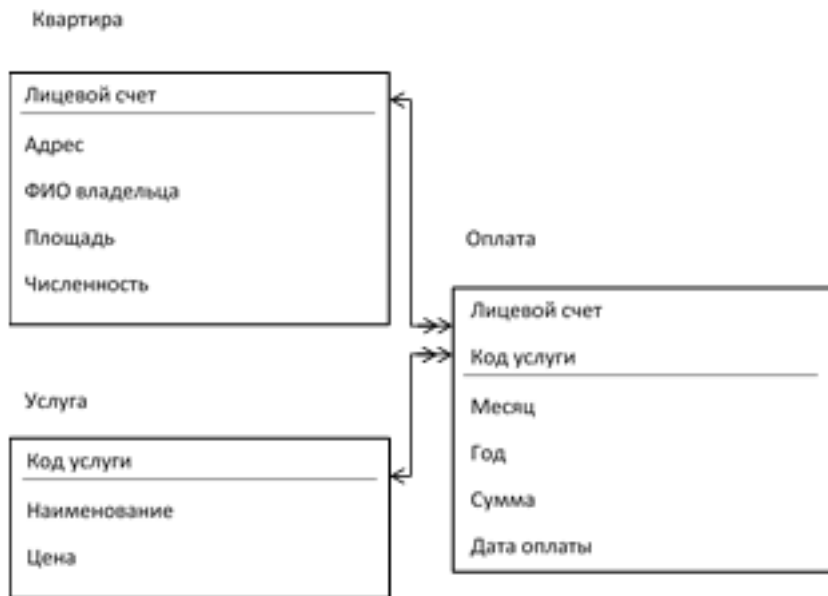 Квартира
Лицевой счет
Адрес
ФИО владельца
Площадь
Численность
Услуга
Код услуги
Наименование
Цена
Оплата
Лицевой счет
Код услуги
Месяц
Год
Сумма
Дата оплаты